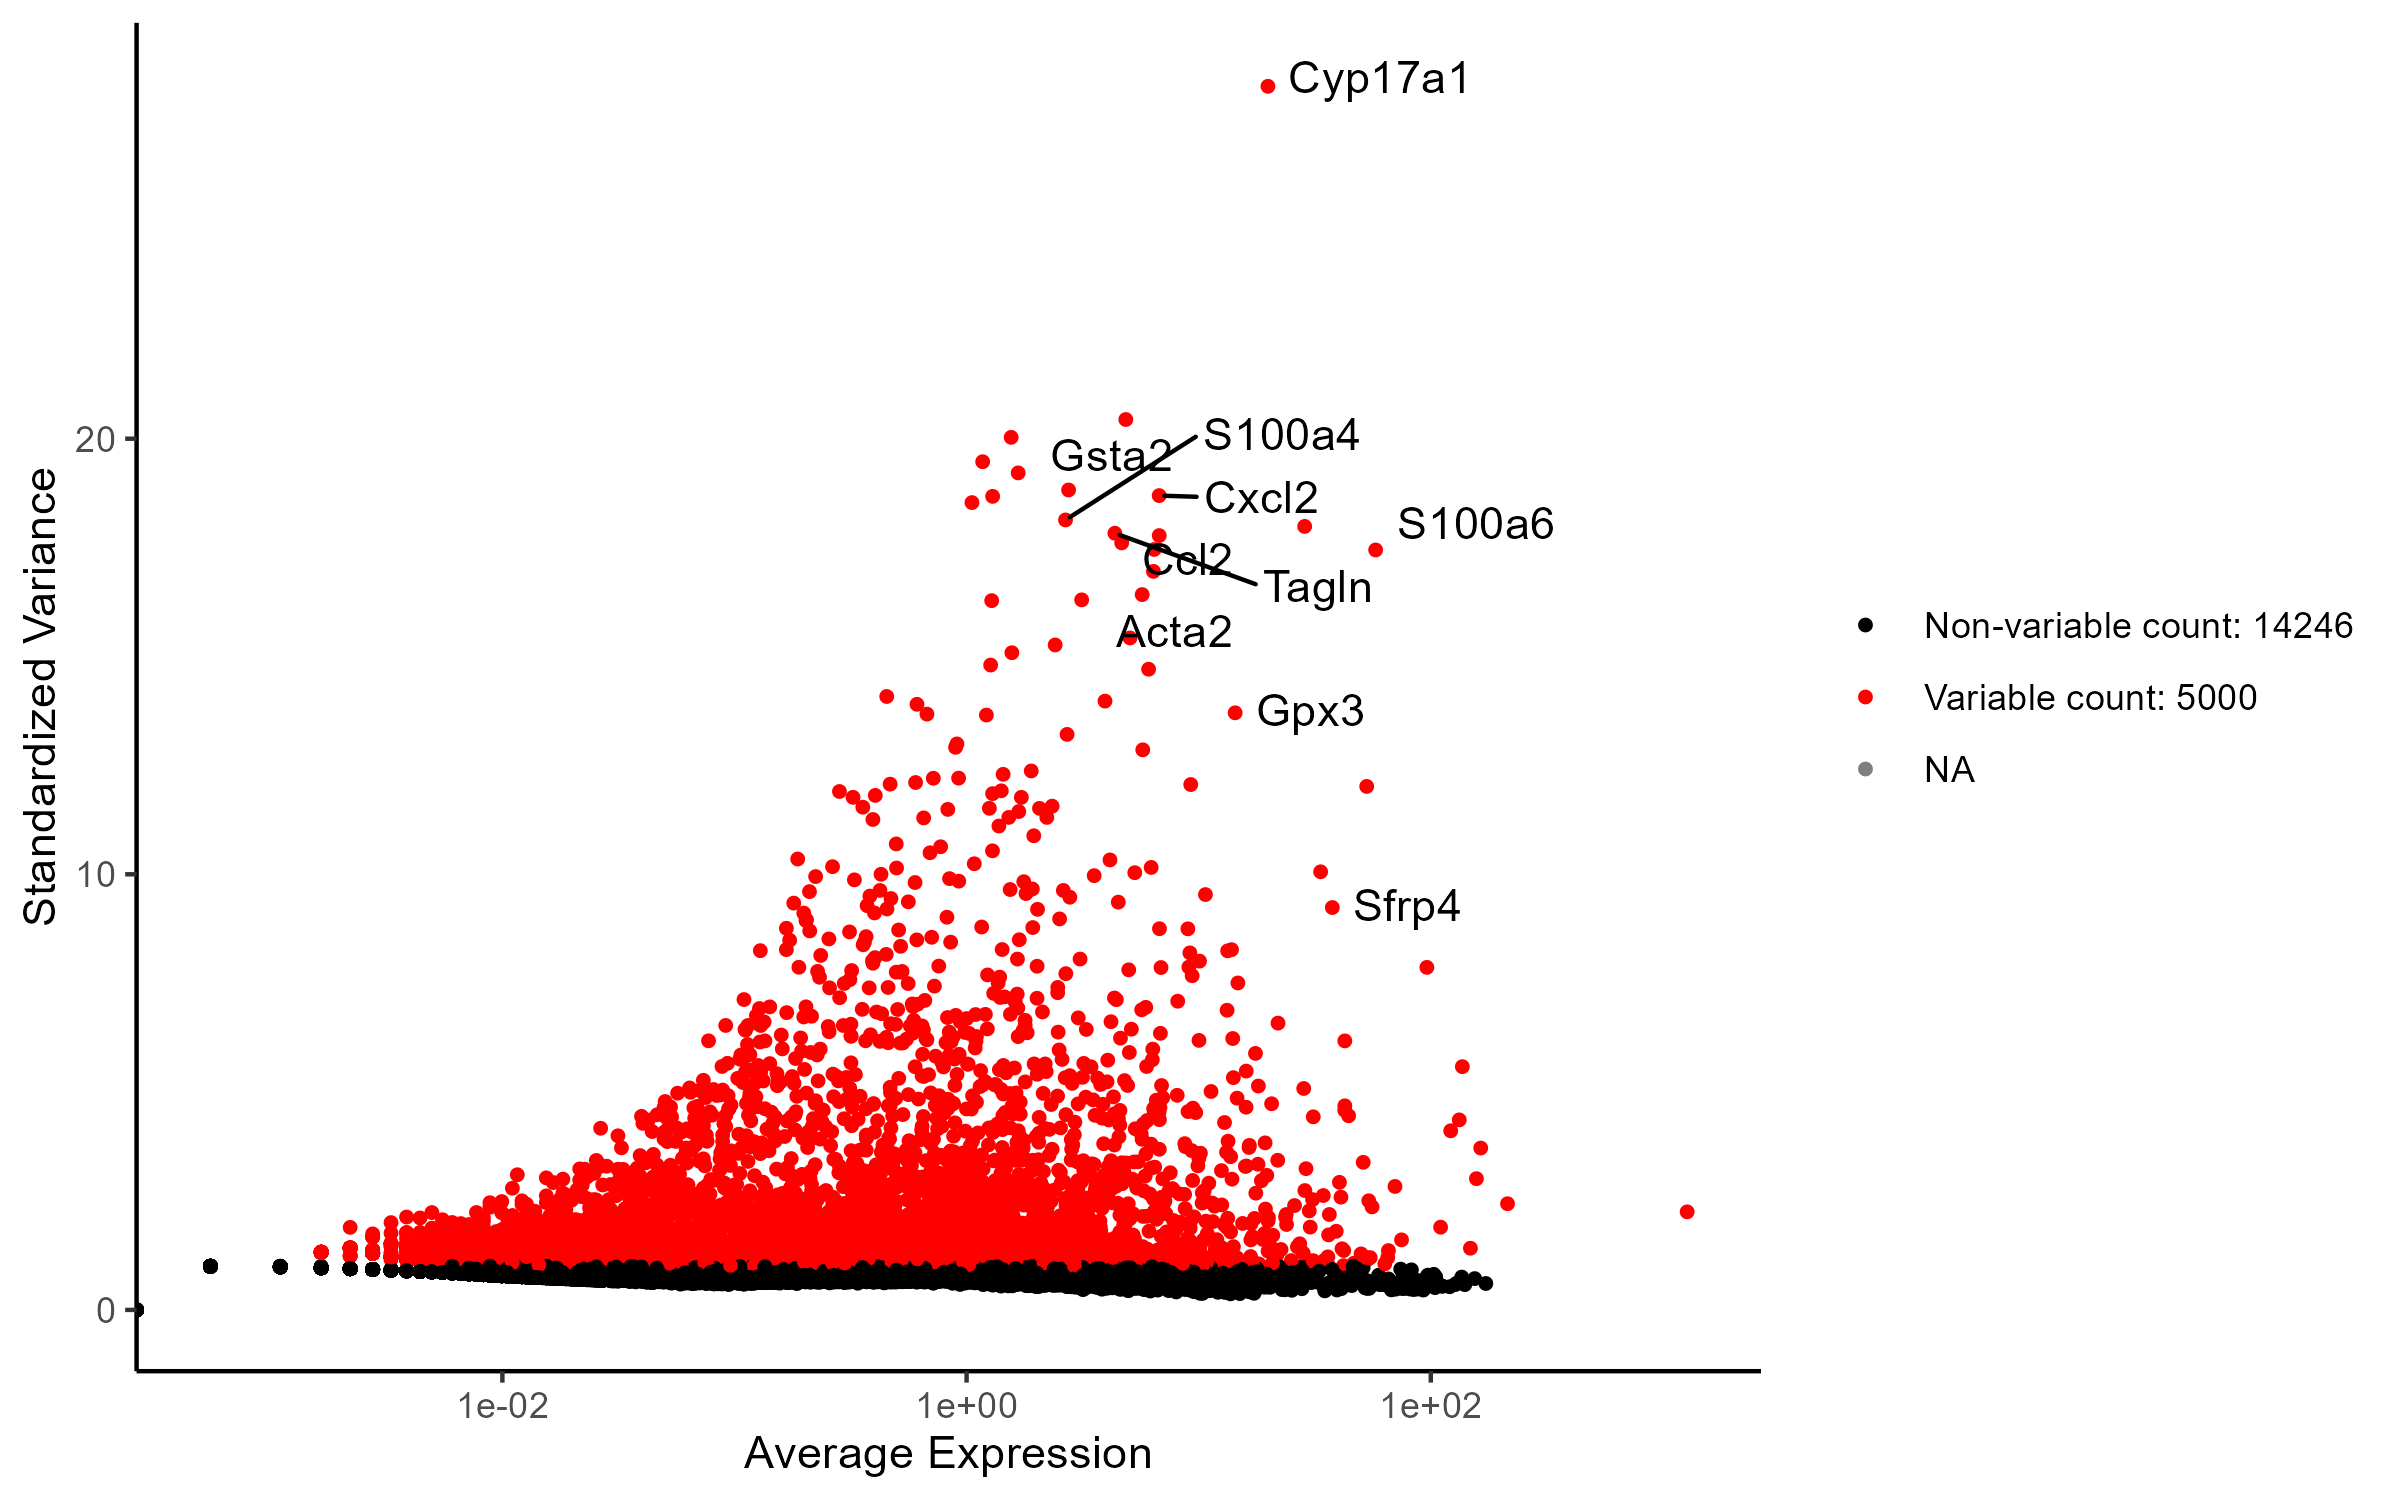 Cyp17a1
S100a4
Gsta2
Cxcl2
S100a6
Ccl2
Tagln
Acta2
Gpx3
Sfrp4
20
10
0
Standardized Variance
1e-02
1e+00
1e+02
Average Expression
Non-variable count: 14246
Variable count: 5000
NA